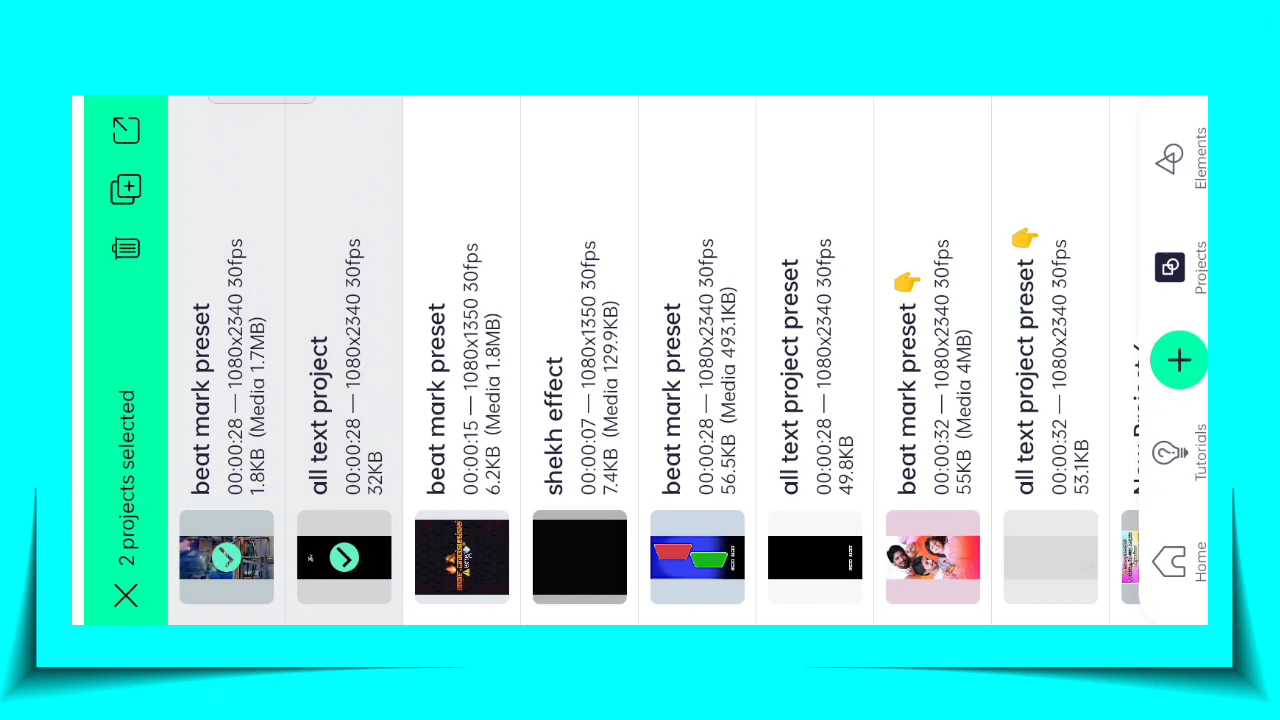 2 projects selected
beat mark preset
00:00:28 — 1080x2340 30fps
1.8KB (Media 1.7MB)
all text project
00:00:28 — 1080x2340 30fps
32KB
beat mark preset
00:00:15 — 1080x1350 30fps
6.2KB (Media 1.8MB)
shekh effect
00:00:07 — 1080x1350 30fps
7.4KB (Media 129.9KB)
beat mark preset
00:00:28 — 1080x2340 30fps
56.5KB (Media 493.1KB)
all text project preset
00:00:28 — 1080x2340 30fps
49.8KB
beat mark preset 👉
00:00:32 — 1080x2340 30fps
55KB (Media 4MB)
all text project preset 👉
00:00:32 — 1080x2340 30fps
53.1KB
Home
Tutorials
Projects
Elements